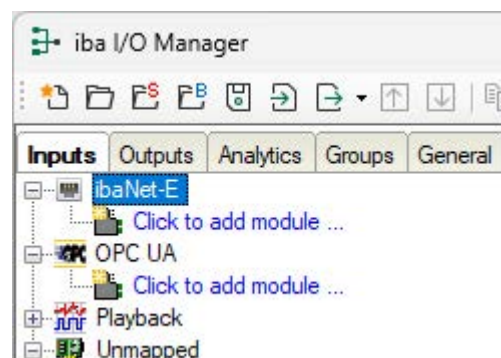 iba I/O Manager
Inputs Outputs Analytics Groups General
ibaNet-E
Click to add module ...
OPC UA
Click to add module ...
Playback
Unmapped